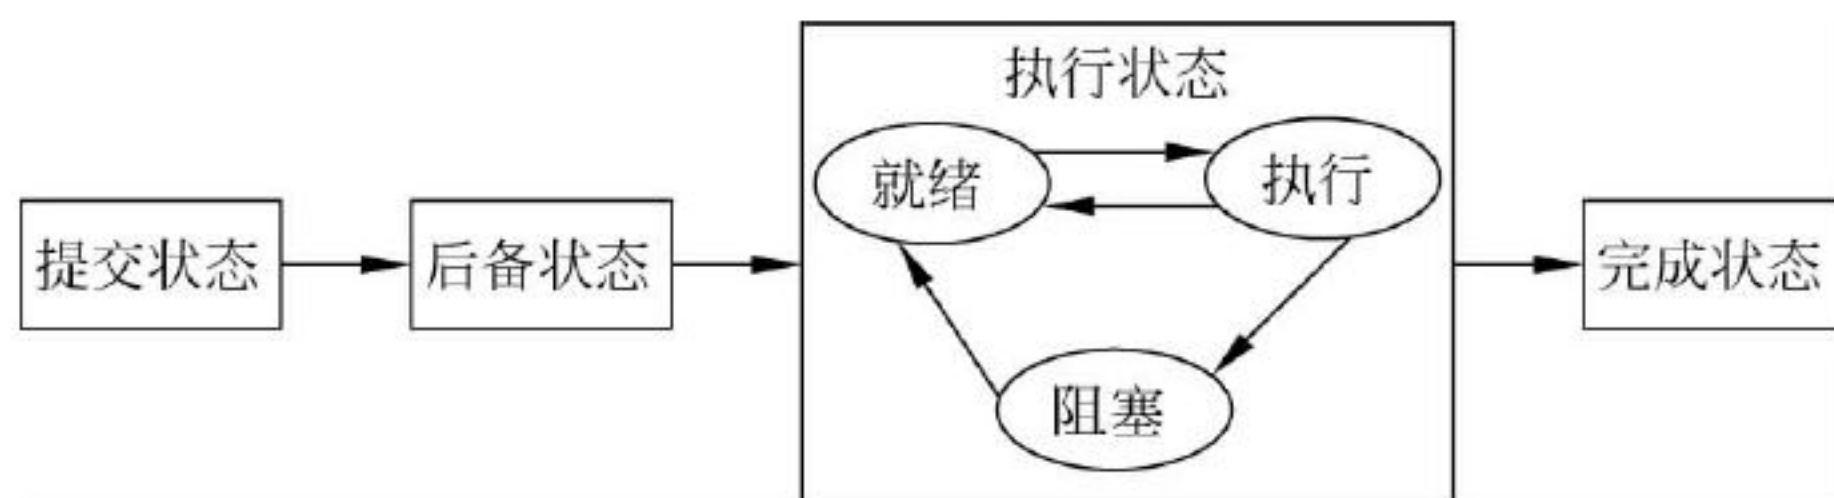 执行状态
就绪
执行
提交状态
后备状态
完成状态
阻塞